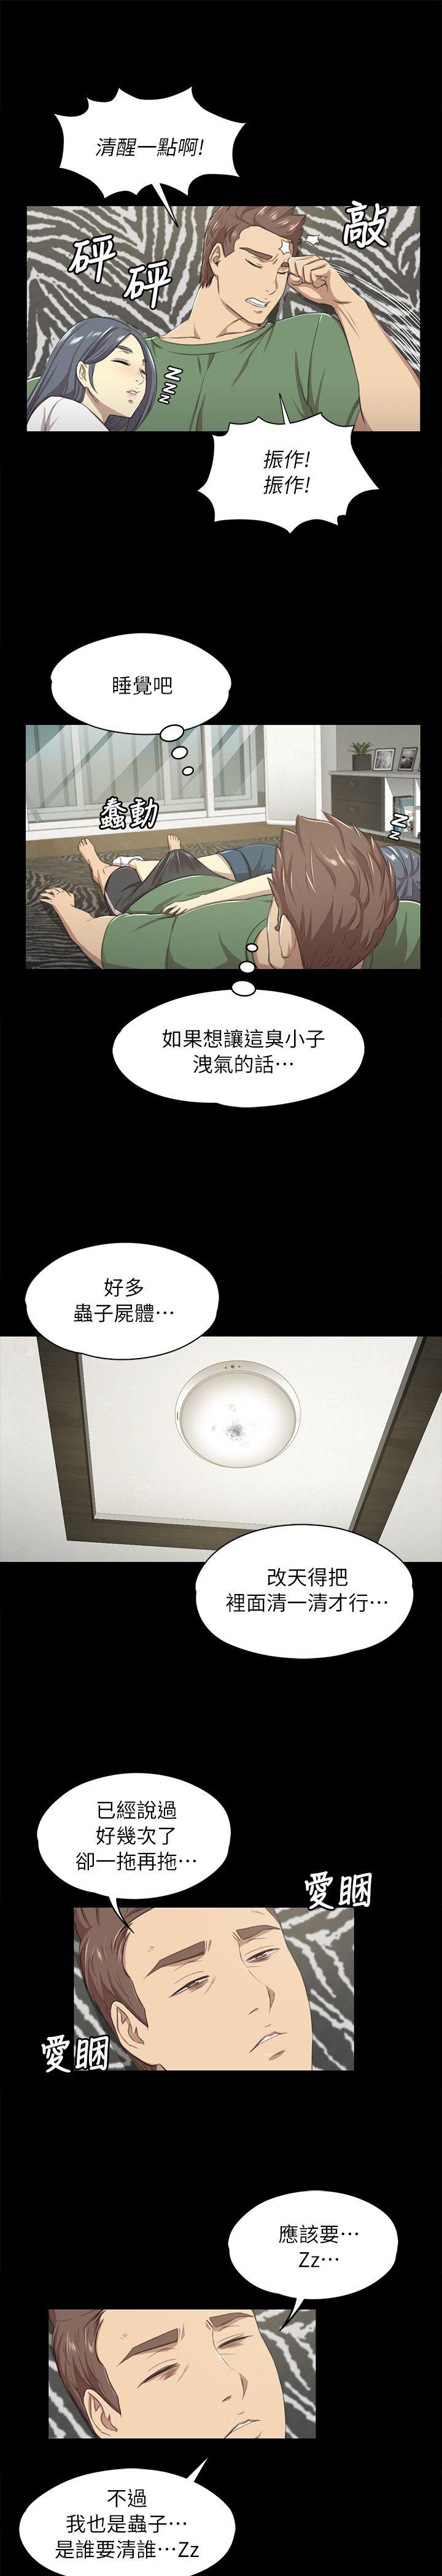 清醒一點啊!
砰
砰
敲
NNN
振作!
振作!
睡覺吧
蠢動
NN
如果想讓這臭小子
洩氣的話…
好多
蟲子屍體…
改天得把
裡面清一清才行…
已經說過
好幾次了
卻一拖再拖…
愛睏
愛睏
應該要…
Zz…
不過
我也是蟲子…
是誰要清誰…Zz